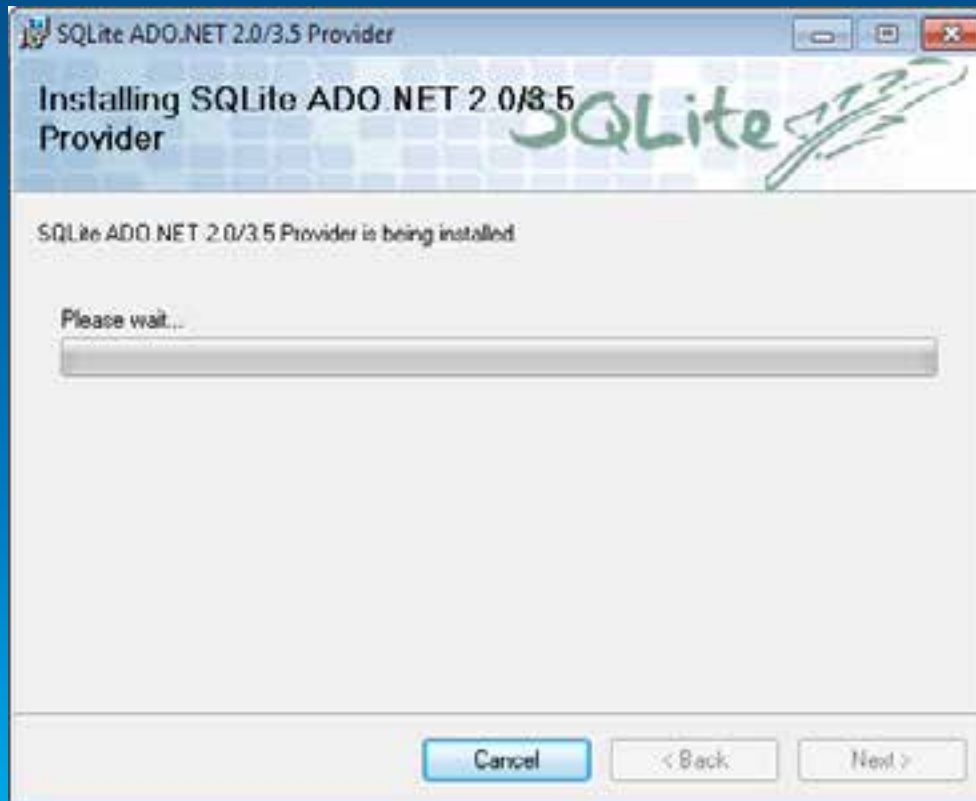 SQLite ADO.NET 2.0/3.5 Provider
Installing SQLite ADO.NET 2.0/3.5
Provider
SQLite
SQLite ADO.NET 2.0/3.5 Provider is being installed.
Please wait...
Cancel
< Back
Next >